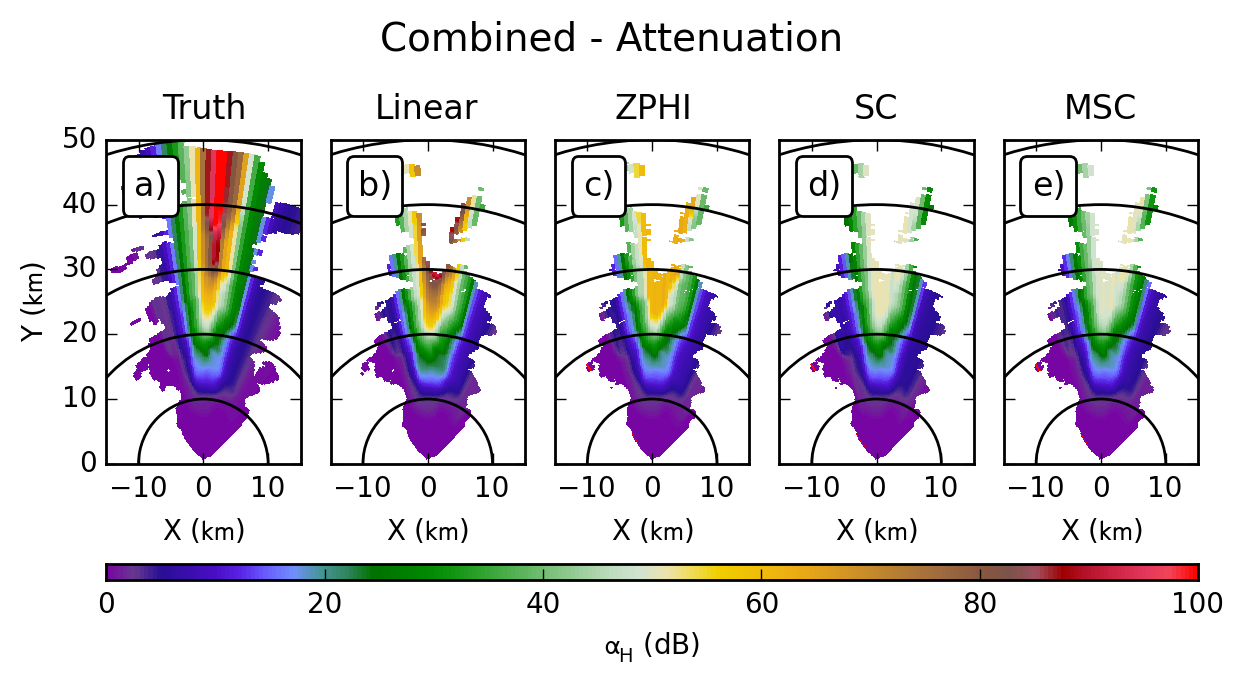 Combined - Attenuation
Truth Linear ZPHI SC MSC
50
a) b) c) d) e)
40
30
Y (km)
20
10
0
−10 0 10 −10 0 10 −10 0 10 −10 0 10 −10 0 10
X (km) X (km) X (km) X (km) X (km)
0 20 40 60 80 100
αH (dB)